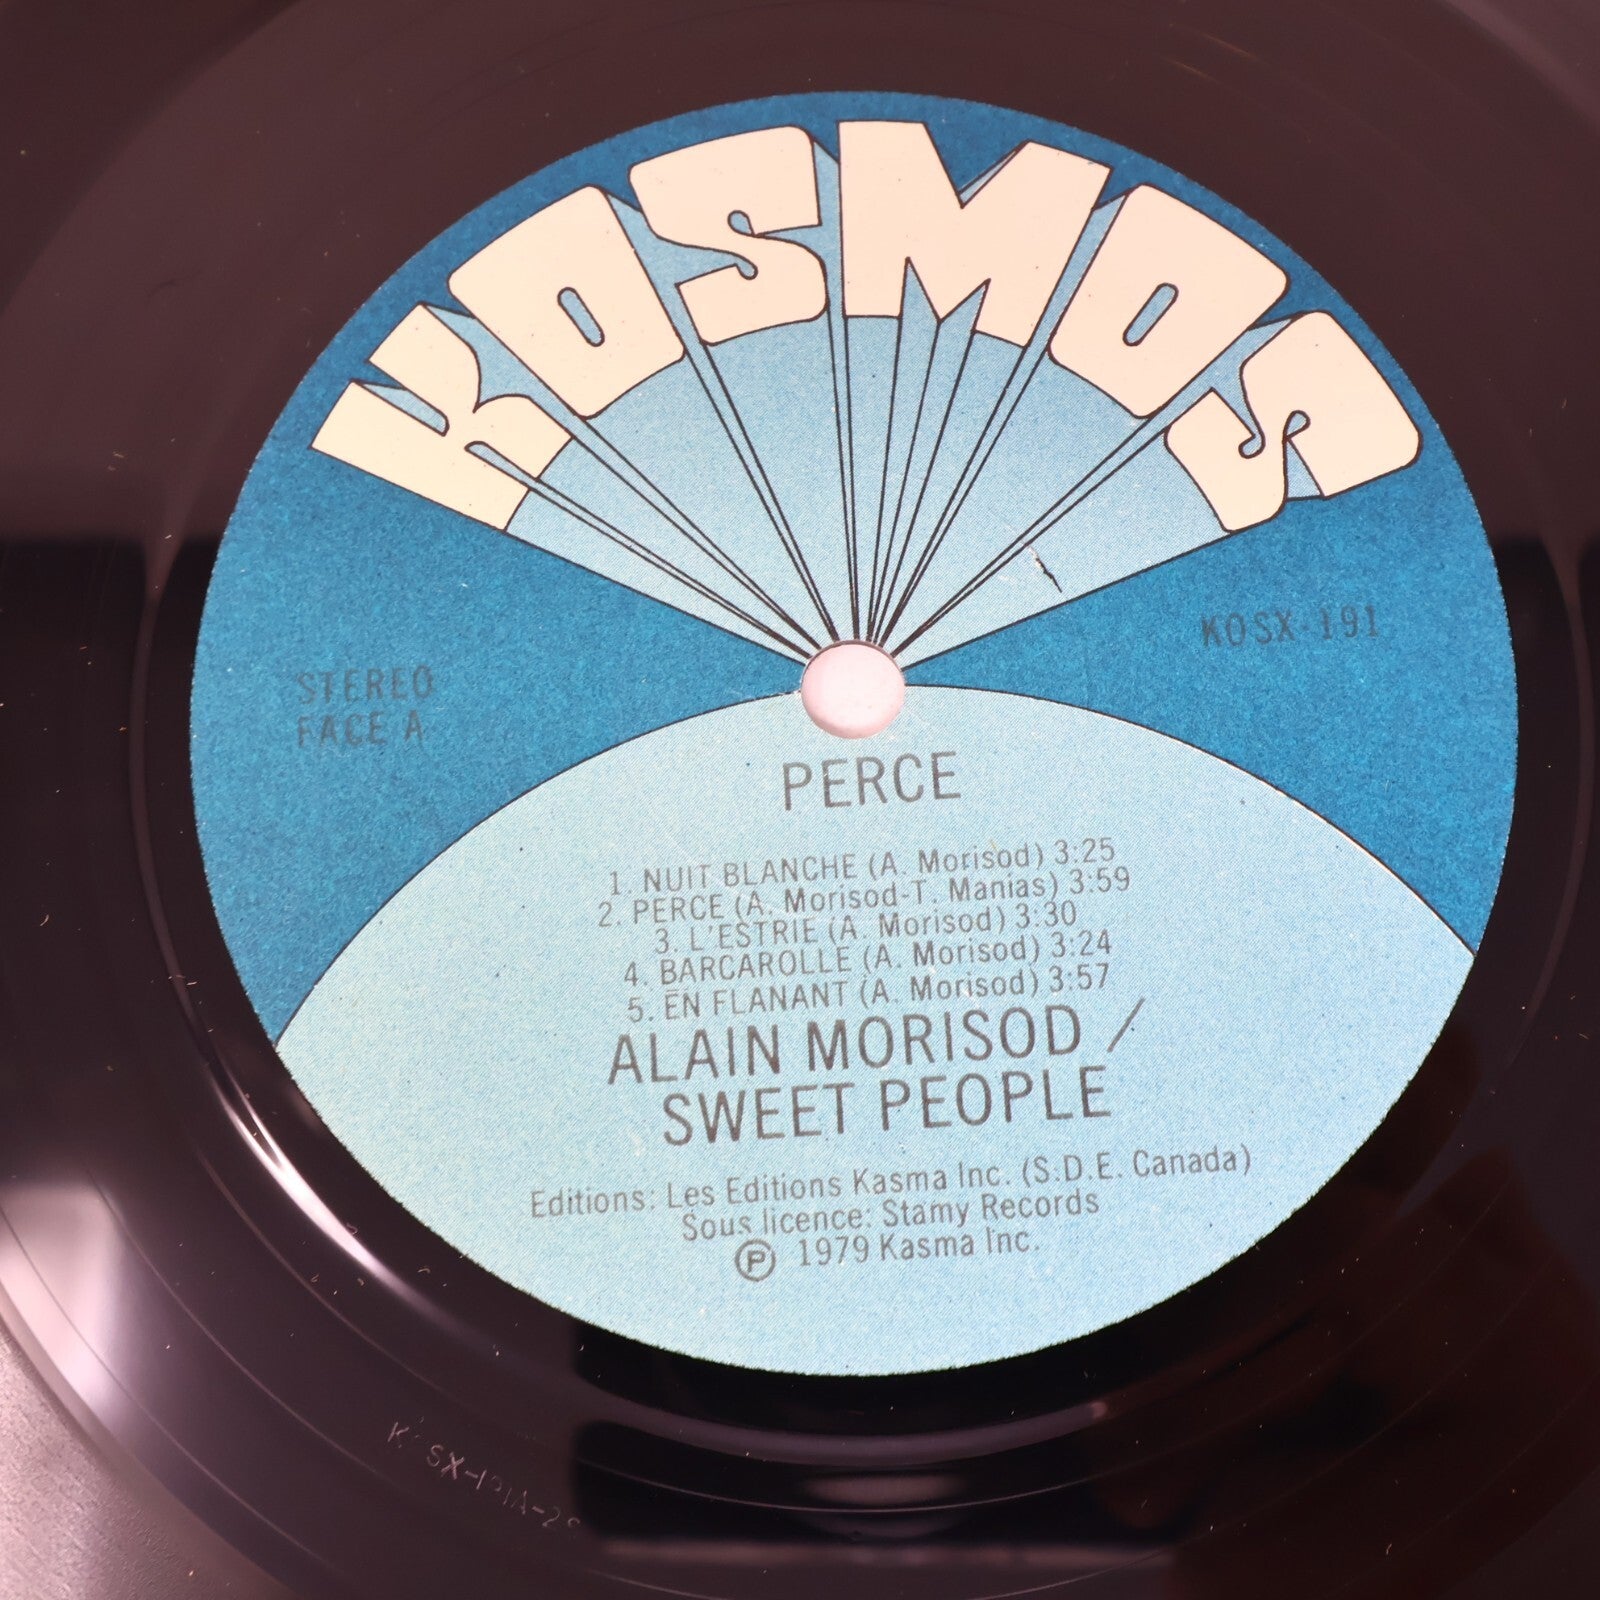 KOSMOS
KOSX-191
STEREO
FACE A
PERCE
1. NUIT BLANCHE (A. Morisod) 3:25
2. PERCE (A. Morisod-T. Manias) 3:59
3. L'ESTRIE (A. Morisod) 3:30
4. BARCAROLLE (A. Morisod) 3:24
5. EN FLANANT (A. Morisod) 3:57
ALAIN MORISOD /
SWEET PEOPLE
Editions: Les Editions Kasma Inc. (S.D.E. Canada)
Sous licence: Stamy Records
Ⓟ 1979 Kasma Inc.